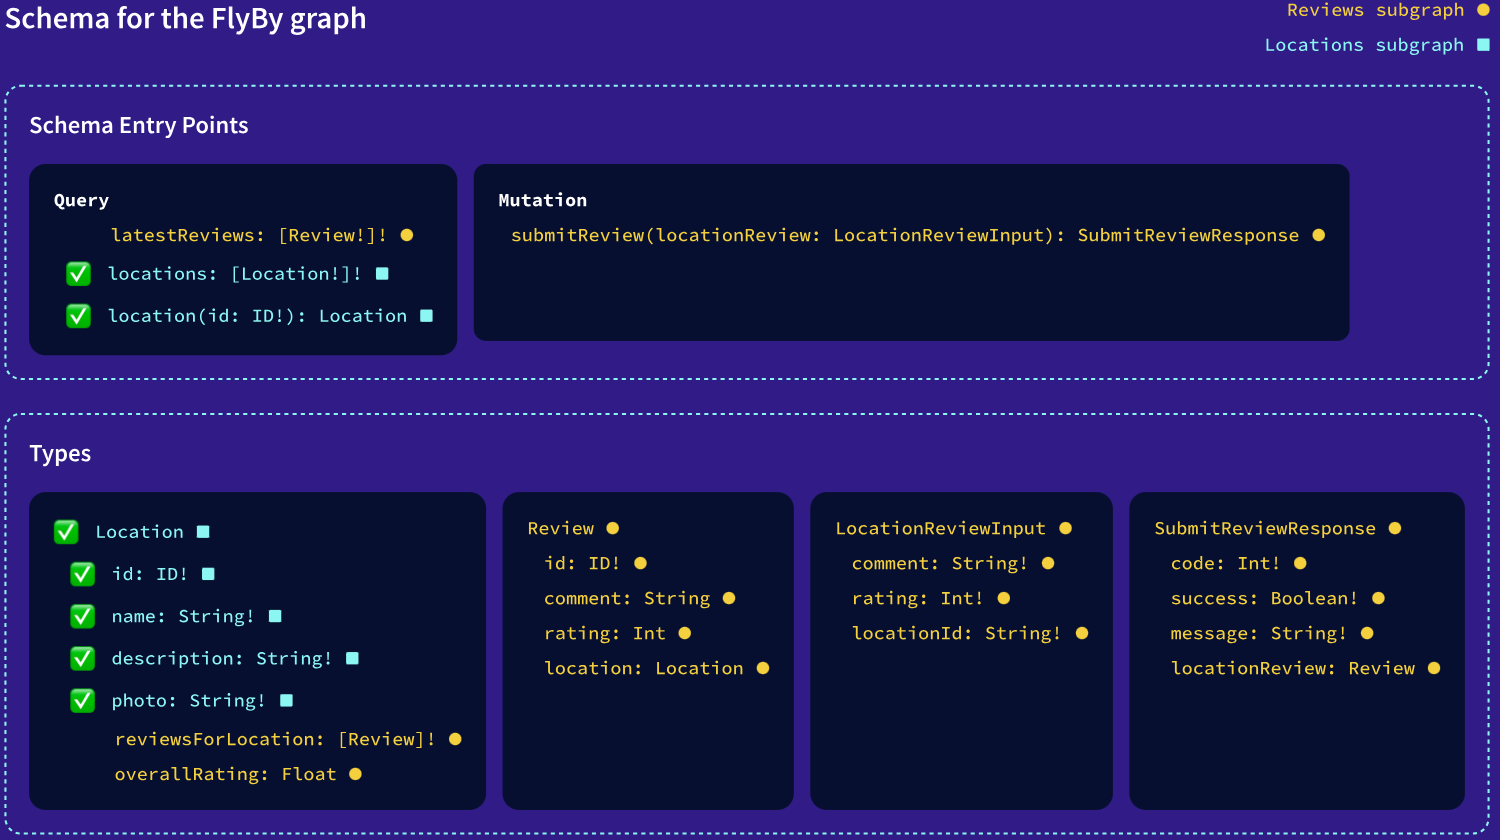 Schema for the FlyBy graph
Reviews subgraph
Locations subgraph
Schema Entry Points
Query
latestReviews: [Review!]!
locations: [Location!]!
location(id: ID!): Location
Mutation
submitReview(locationReview: LocationReviewInput): SubmitReviewResponse
Types
Location
id: ID!
name: String!
description: String!
photo: String!
reviewsForLocation: [Review]!
overallRating: Float
Review
id: ID!
comment: String
rating: Int
location: Location
LocationReviewInput
comment: String!
rating: Int!
locationId: String!
SubmitReviewResponse
code: Int!
success: Boolean!
message: String!
locationReview: Review